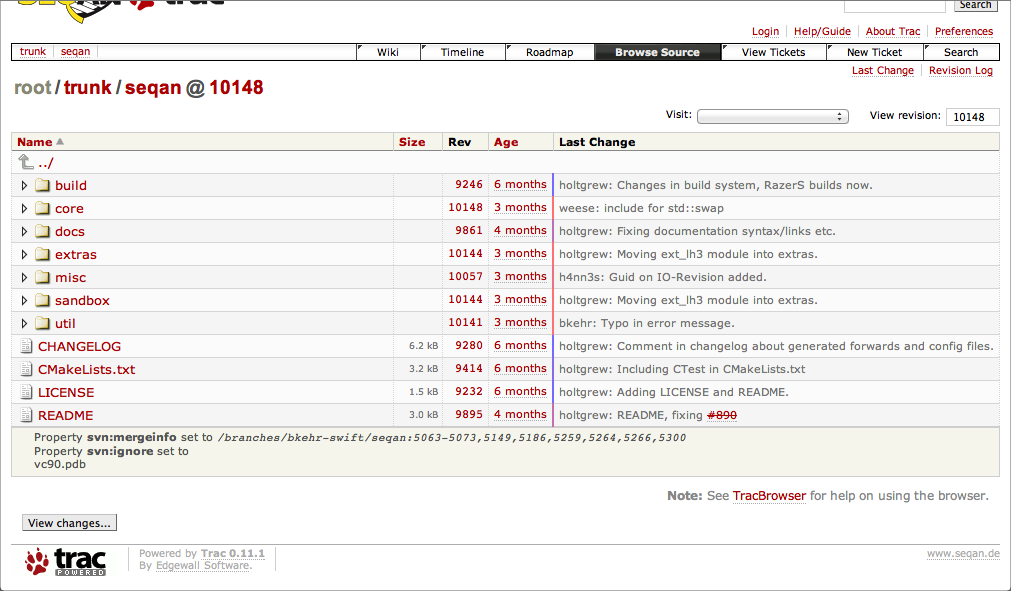 trac
Search
Login Help/Guide About Trac Preferences
trunk seqan Wiki Timeline Roadmap Browse Source View Tickets New Ticket Search
Last Change Revision Log
root/trunk/seqan @ 10148
Visit: View revision: 10148
Name Size Rev Age Last Change
../
build 9246 6 months holtgrew: Changes in build system, RazerS builds now.
core 10148 3 months weese: include for std::swap
docs 9861 4 months holtgrew: Fixing documentation syntax/links etc.
extras 10144 3 months holtgrew: Moving ext_lh3 module into extras.
misc 10057 3 months h4nn3s: Guid on IO-Revision added.
sandbox 10144 3 months holtgrew: Moving ext_lh3 module into extras.
util 10141 3 months bkehr: Typo in error message.
CHANGELOG 6.2 kB 9280 6 months holtgrew: Comment in changelog about generated forwards and config files.
CMakeLists.txt 3.2 kB 9414 6 months holtgrew: Including CTest in CMakeLists.txt
LICENSE 1.5 kB 9232 6 months holtgrew: Adding LICENSE and README.
README 3.0 kB 9895 4 months holtgrew: README, fixing #890
Property svn:mergeinfo set to /branches/bkehr-swift/seqan:5063-5073,5149,5186,5259,5264,5266,5300
Property svn:ignore set to
vc90.pdb
Note: See TracBrowser for help on using the browser.
View changes...
trac POWERED
Powered by Trac 0.11.1
By Edgewall Software.
www.seqan.de